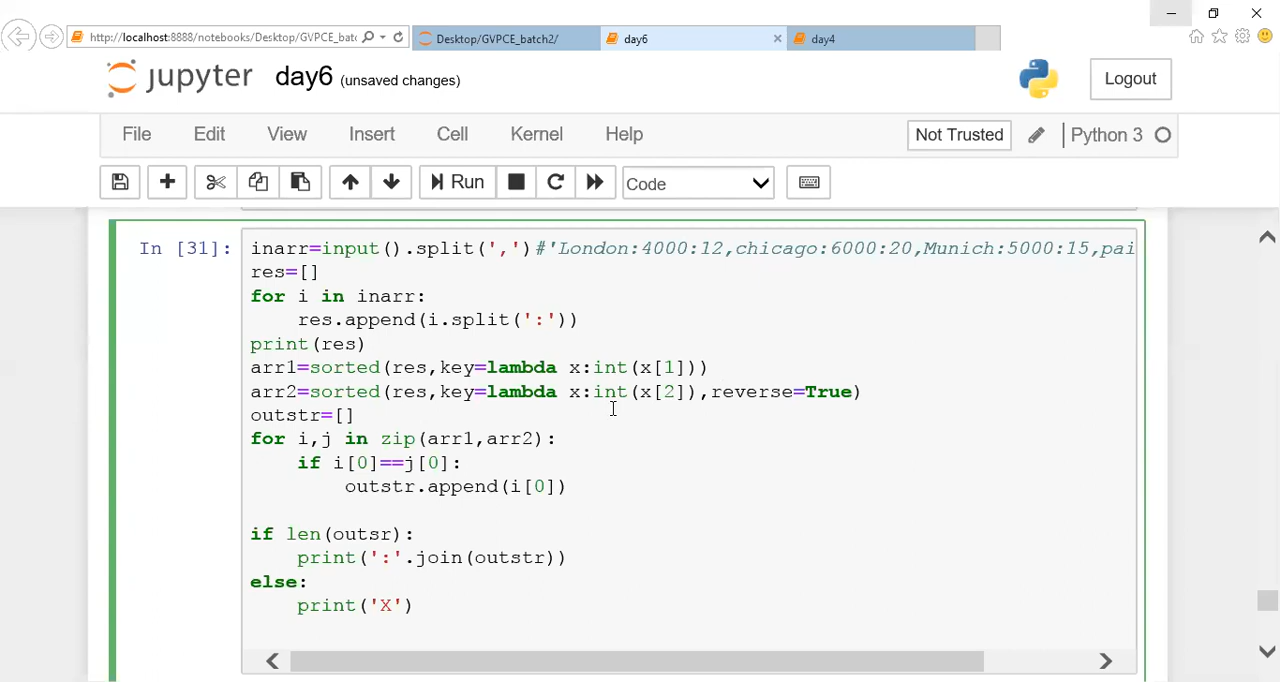 http://localhost:8888/notebooks/Desktop/GVPCE_batc
Desktop/GVPCE_batch2/
day6
day4
jupyter day6 (unsaved changes)
Logout
File Edit View Insert Cell Kernel Help
Not Trusted
Python 3
Run
Code
In [31]: inarr=input().split(',')#'London:4000:12,chicago:6000:20,Munich:5000:15,pai
res=[]
for i in inarr:
    res.append(i.split(':'))
print(res)
arr1=sorted(res,key=lambda x:int(x[1]))
arr2=sorted(res,key=lambda x:int(x[2]),reverse=True)
outstr=[]
for i,j in zip(arr1,arr2):
    if i[0]==j[0]:
        outstr.append(i[0])
if len(outsr):
    print(':'.join(outstr))
else:
    print('X')